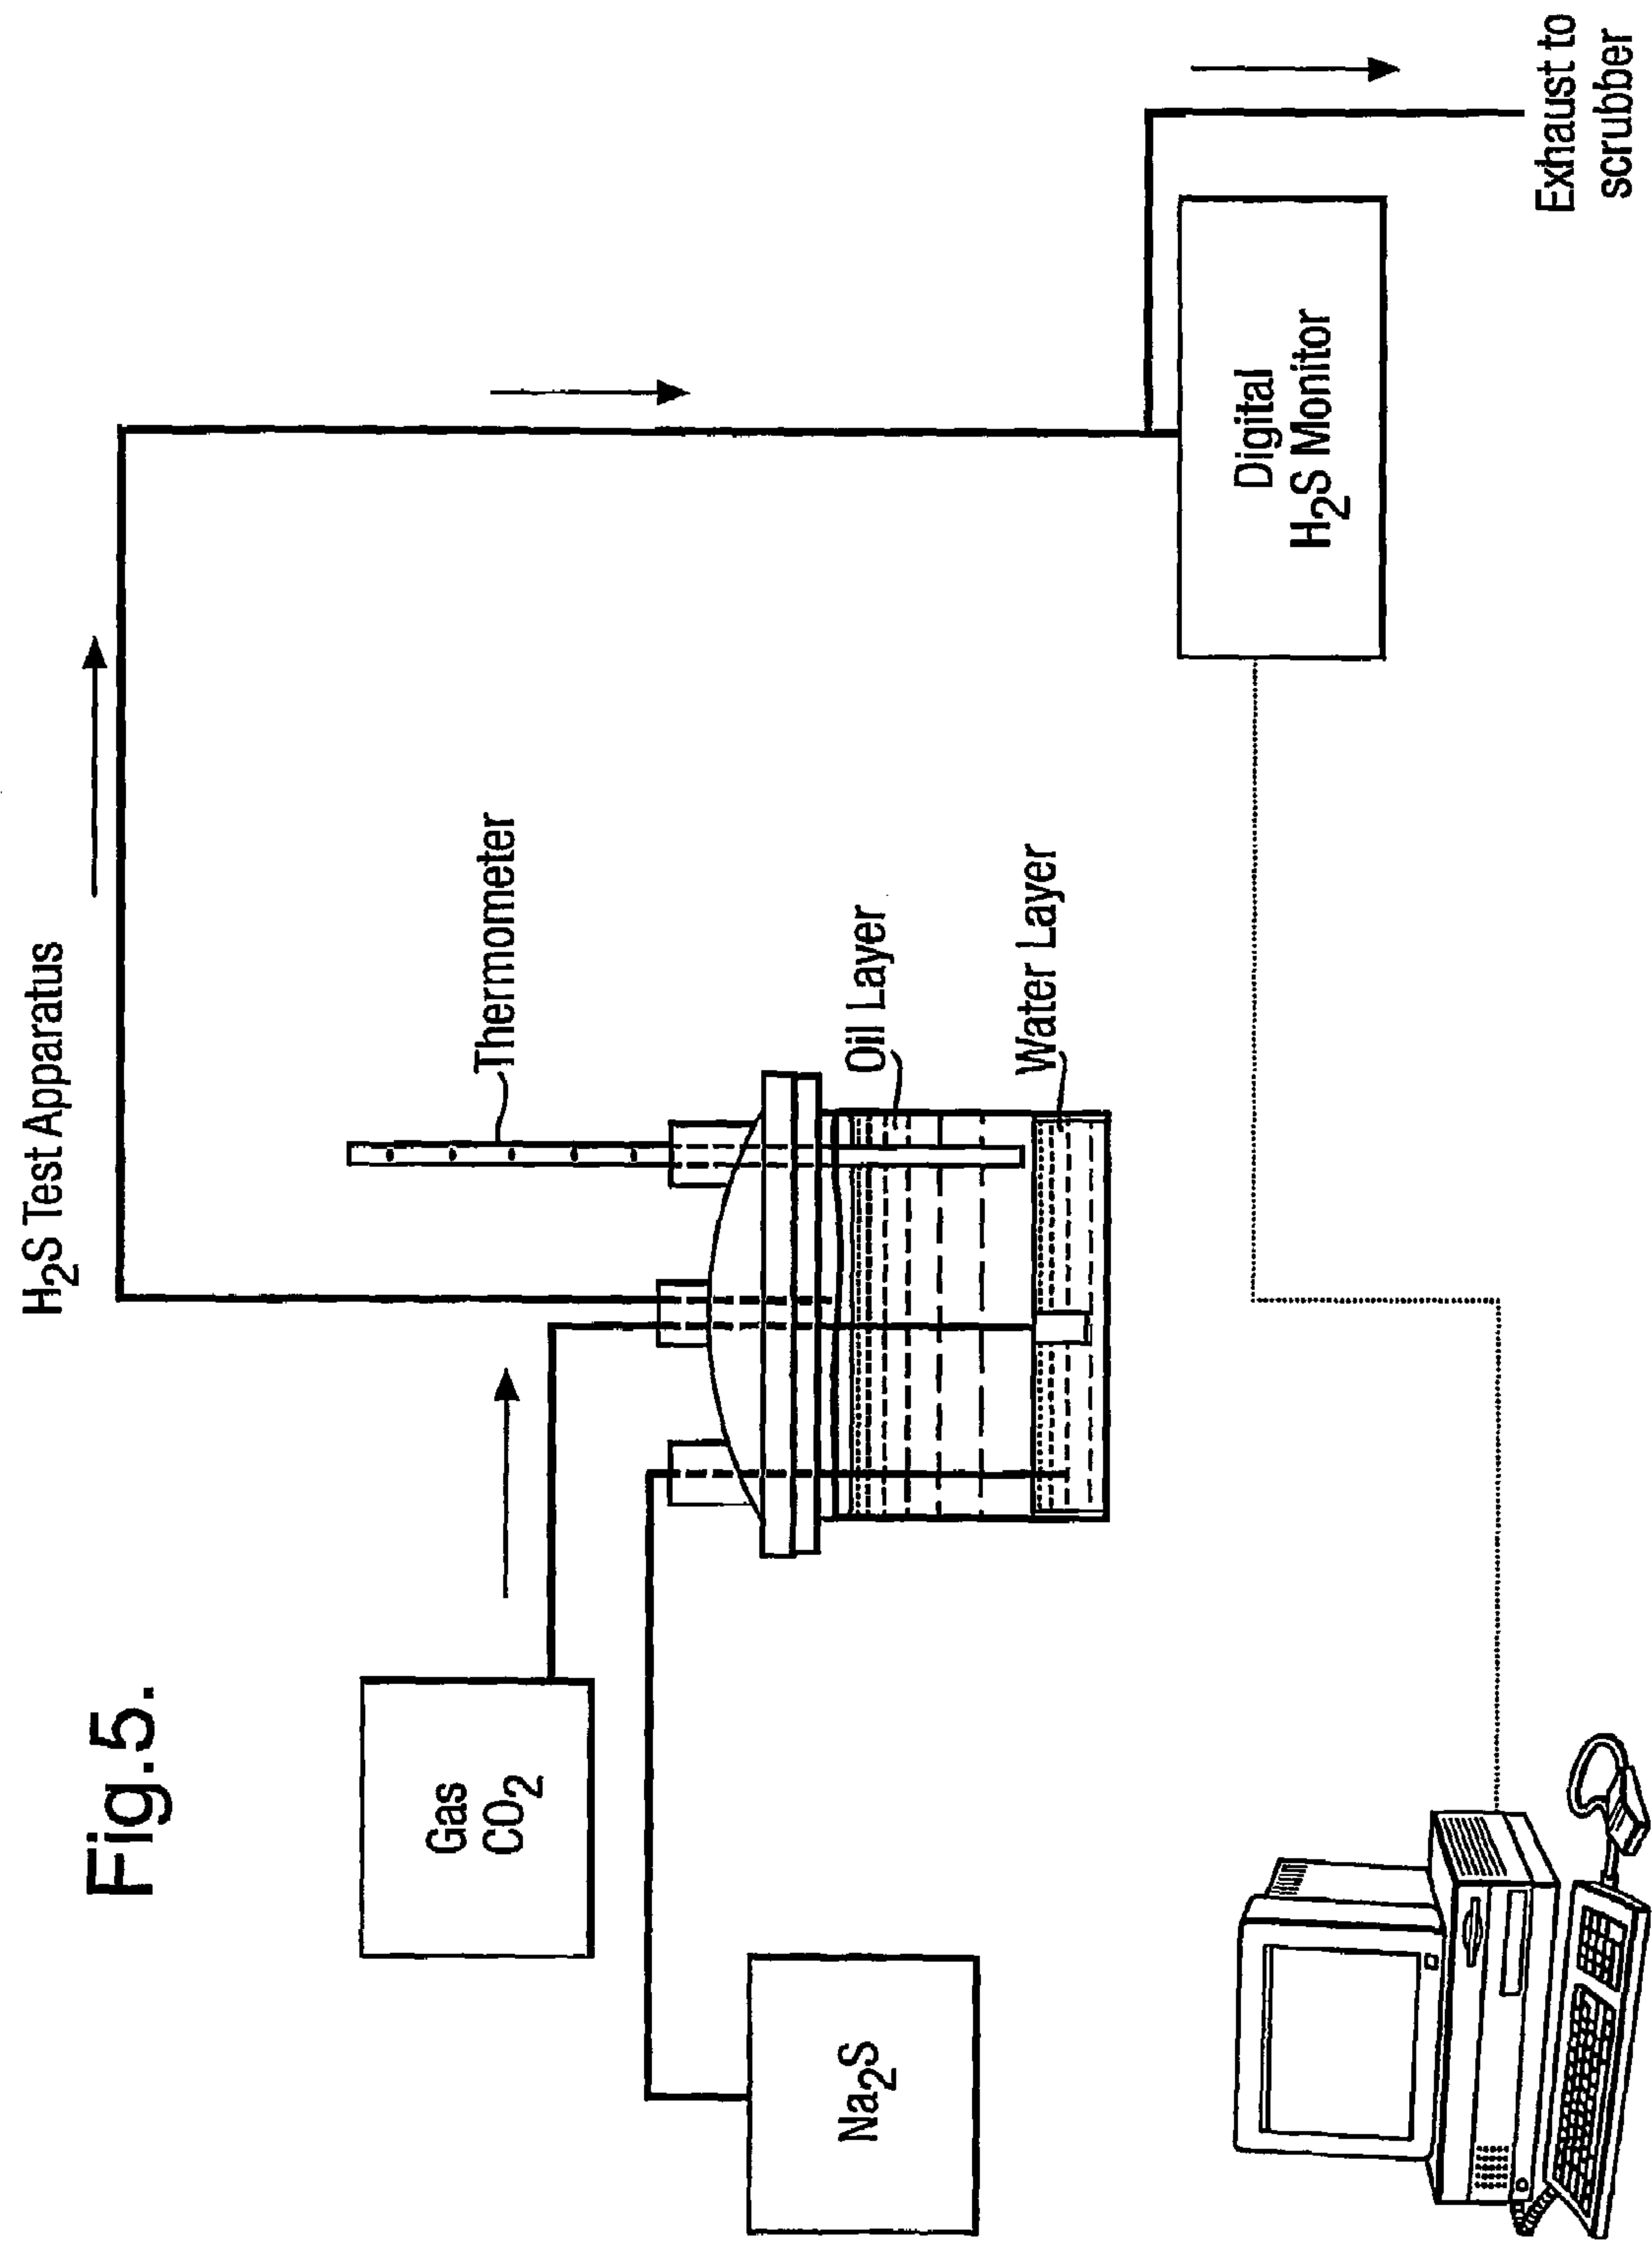 Fig.5.
H2S Test Apparatus
Gas
CO2
Thermometer
Na2S
Oil Layer
Water Layer
Digital
H2S Monitor
Exhaust to
scrubber